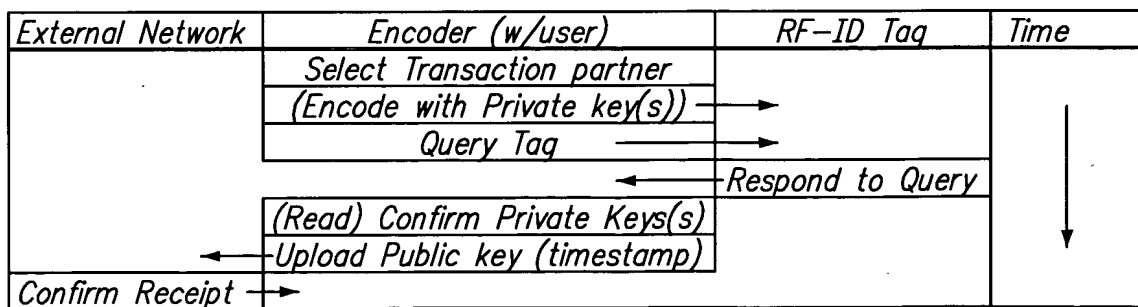 External Network Encoder (w/user) RF-ID Tag Time
Select Transaction partner
(Encode with Private key(s))
Query Tag
Respond to Query
(Read) Confirm Private Keys(s)
Upload Public key (timestamp)
Confirm Receipt